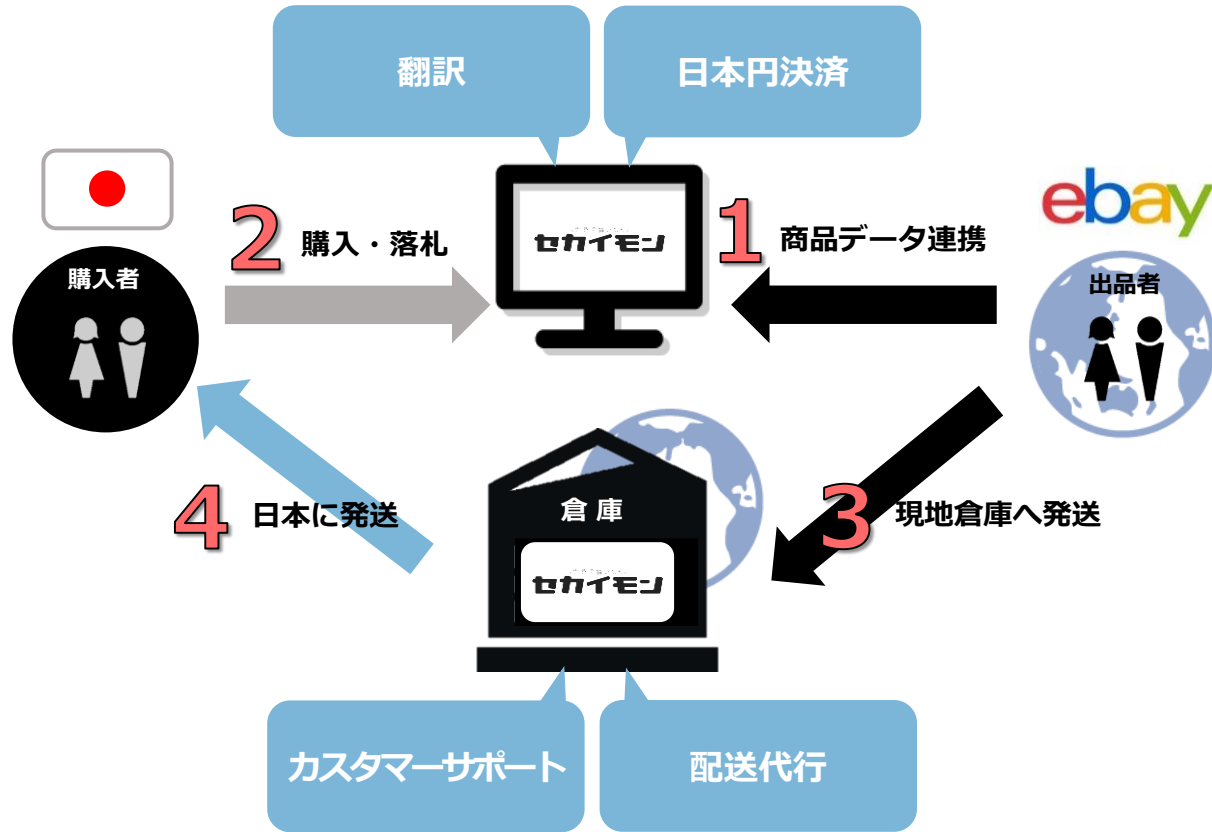 翻訳
日本円決済
ebay
2
購入・落札
セカイモン
1
商品データ連携
購入者
出品者
4
日本に発送
倉庫
セカイモン
3
現地倉庫へ発送
カスタマーサポート
配送代行